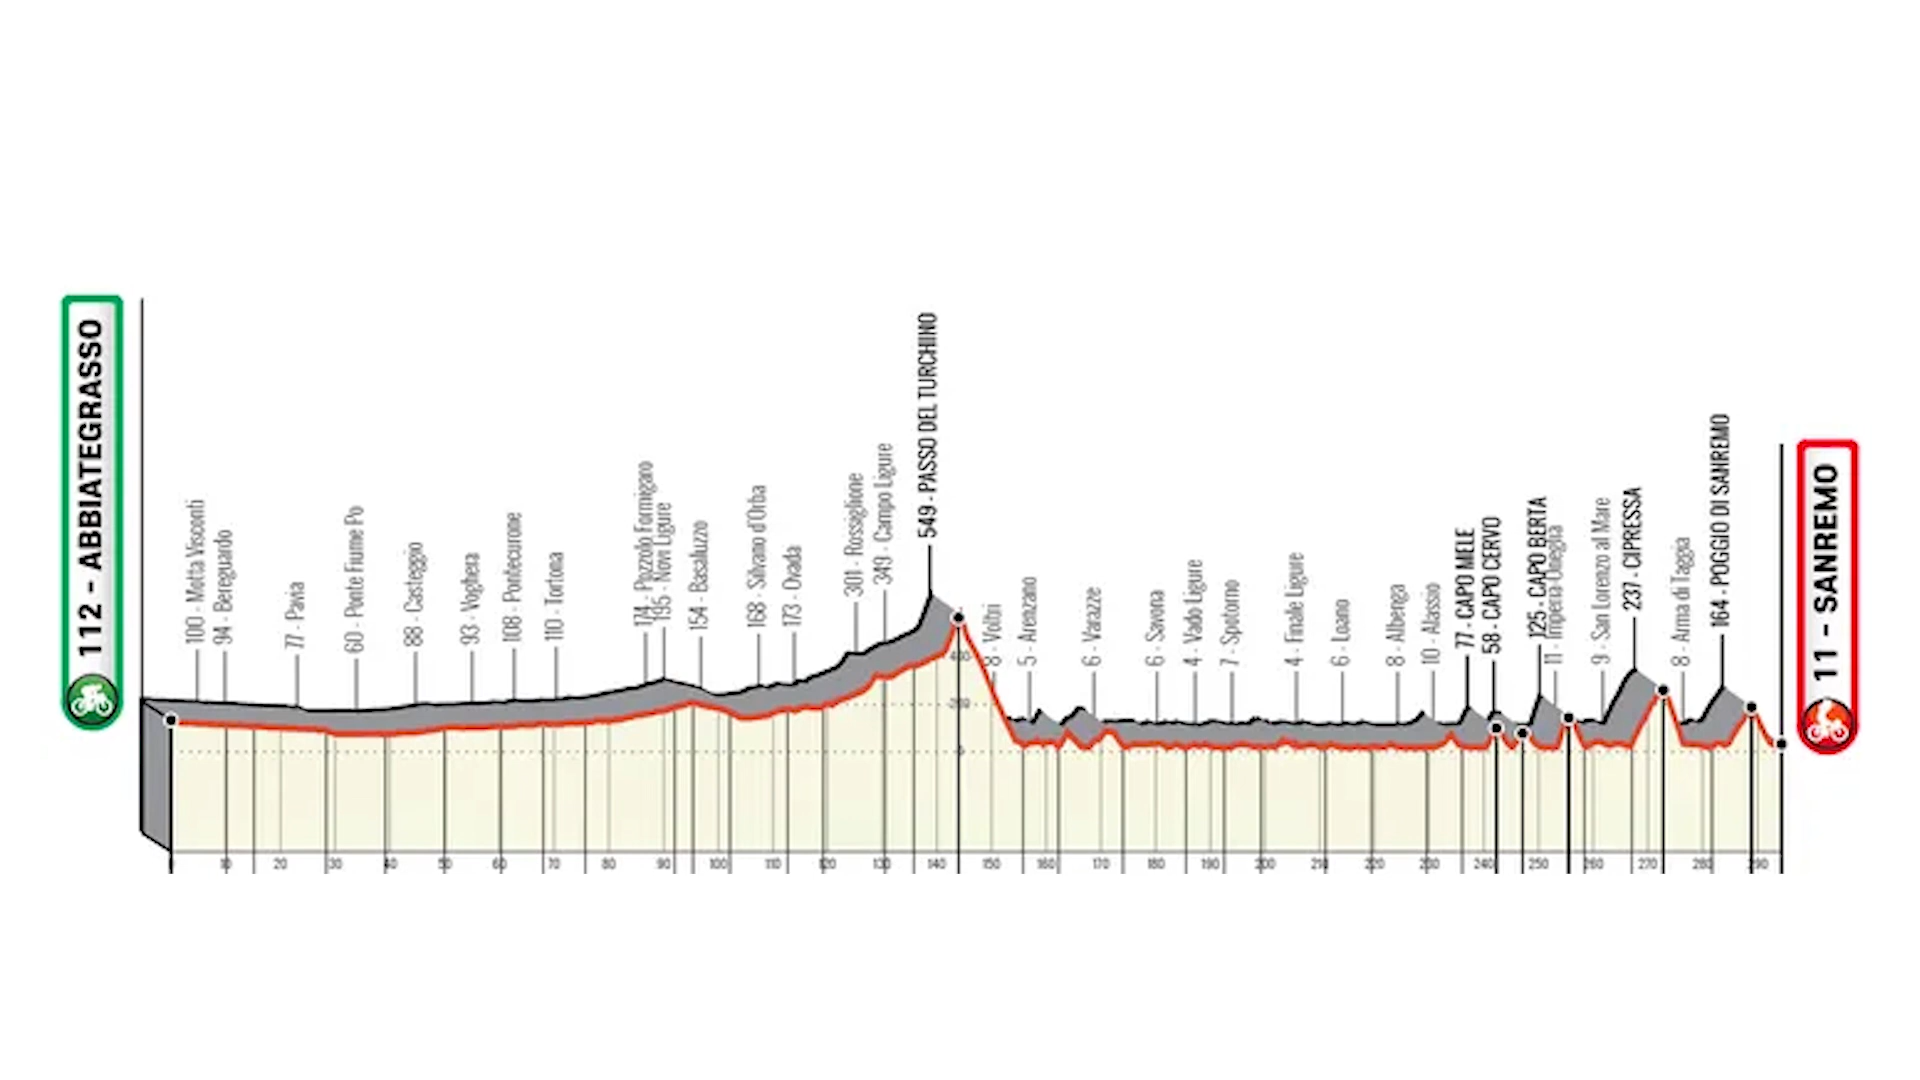 112 - ABBIATEGRASSO
100 - Motta Visconti
94 - Bereguardo
77 - Pavia
60 - Ponte Fiume Po
88 - Casteggio
93 - Voghera
108 - Pontecurone
110 - Tortona
174 - Pozzolo Formigaro
195 - Novi Ligure
154 - Basaluzzo
168 - Silvano d'Orba
173 - Ovada
301 - Rossiglione
349 - Campo Ligure
549 - PASSO DEL TURCHINO
8 - Voltri
5 - Arenzano
6 - Varazze
6 - Savona
4 - Vado Ligure
7 - Spotorno
4 - Finale Ligure
6 - Loano
8 - Albenga
10 - Alassio
77 - CAPO MELE
58 - CAPO CERVO
125 - CAPO BERTA
11 - Imperia-Oneglia
9 - San Lorenzo al Mare
237 - CIPRESSA
8 - Arma di Taggia
164 - POGGIO DI SANREMO
11 - SANREMO
400
200
0
0 10 20 30 40 50 60 70 80 90 100 110 120 130 140 150 160 170 180 190 200 210 220 230 240 250 260 270 280 290